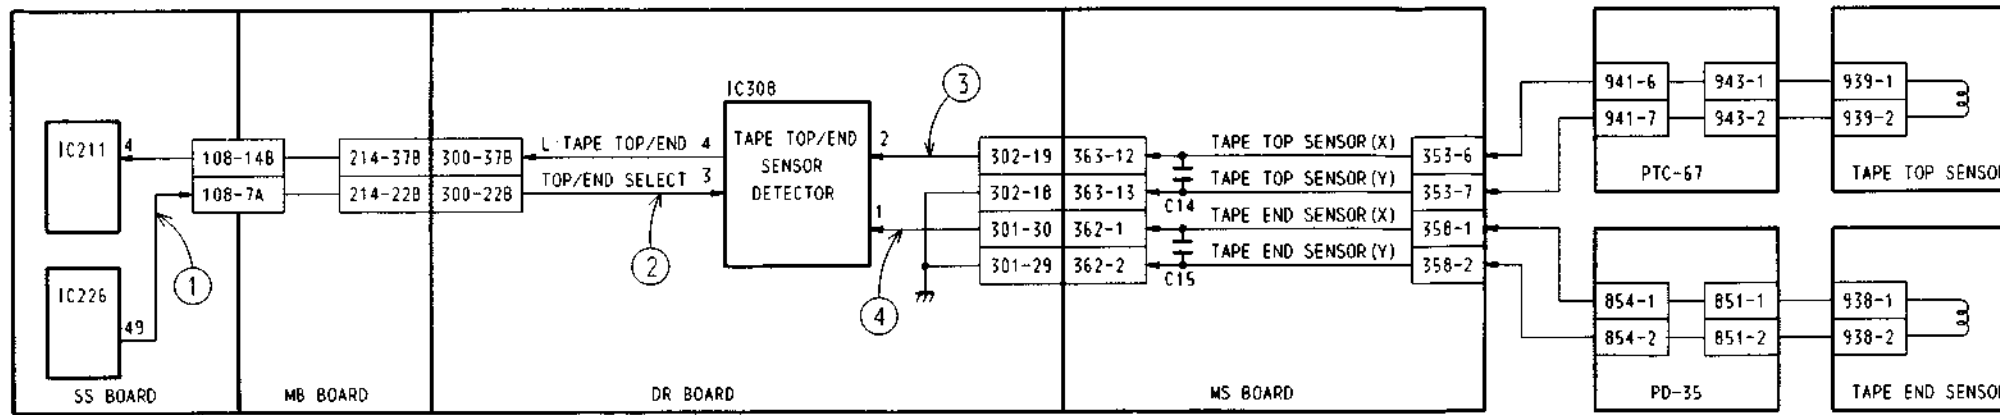 IC211
4
IC226
49
1
SS BOARD
108-14B
108-7A
MB BOARD
214-37B
214-22B
300-37B
300-22B
L·TAPE TOP/END 4
TOP/END SELECT 3
2
DR BOARD
IC308
TAPE TOP/END
SENSOR
DETECTOR
2
1
3
4
302-19
302-18
301-30
301-29
363-12
363-13
362-1
362-2
TAPE TOP SENSOR(X)
TAPE TOP SENSOR(Y)
C14
TAPE END SENSOR(X)
TAPE END SENSOR(Y)
C15
MS BOARD
353-6
353-7
358-1
358-2
941-6
941-7
943-1
943-2
PTC-67
939-1
939-2
TAPE TOP SENSOR
854-1
854-2
851-1
851-2
PD-35
938-1
938-2
TAPE END SENSOR